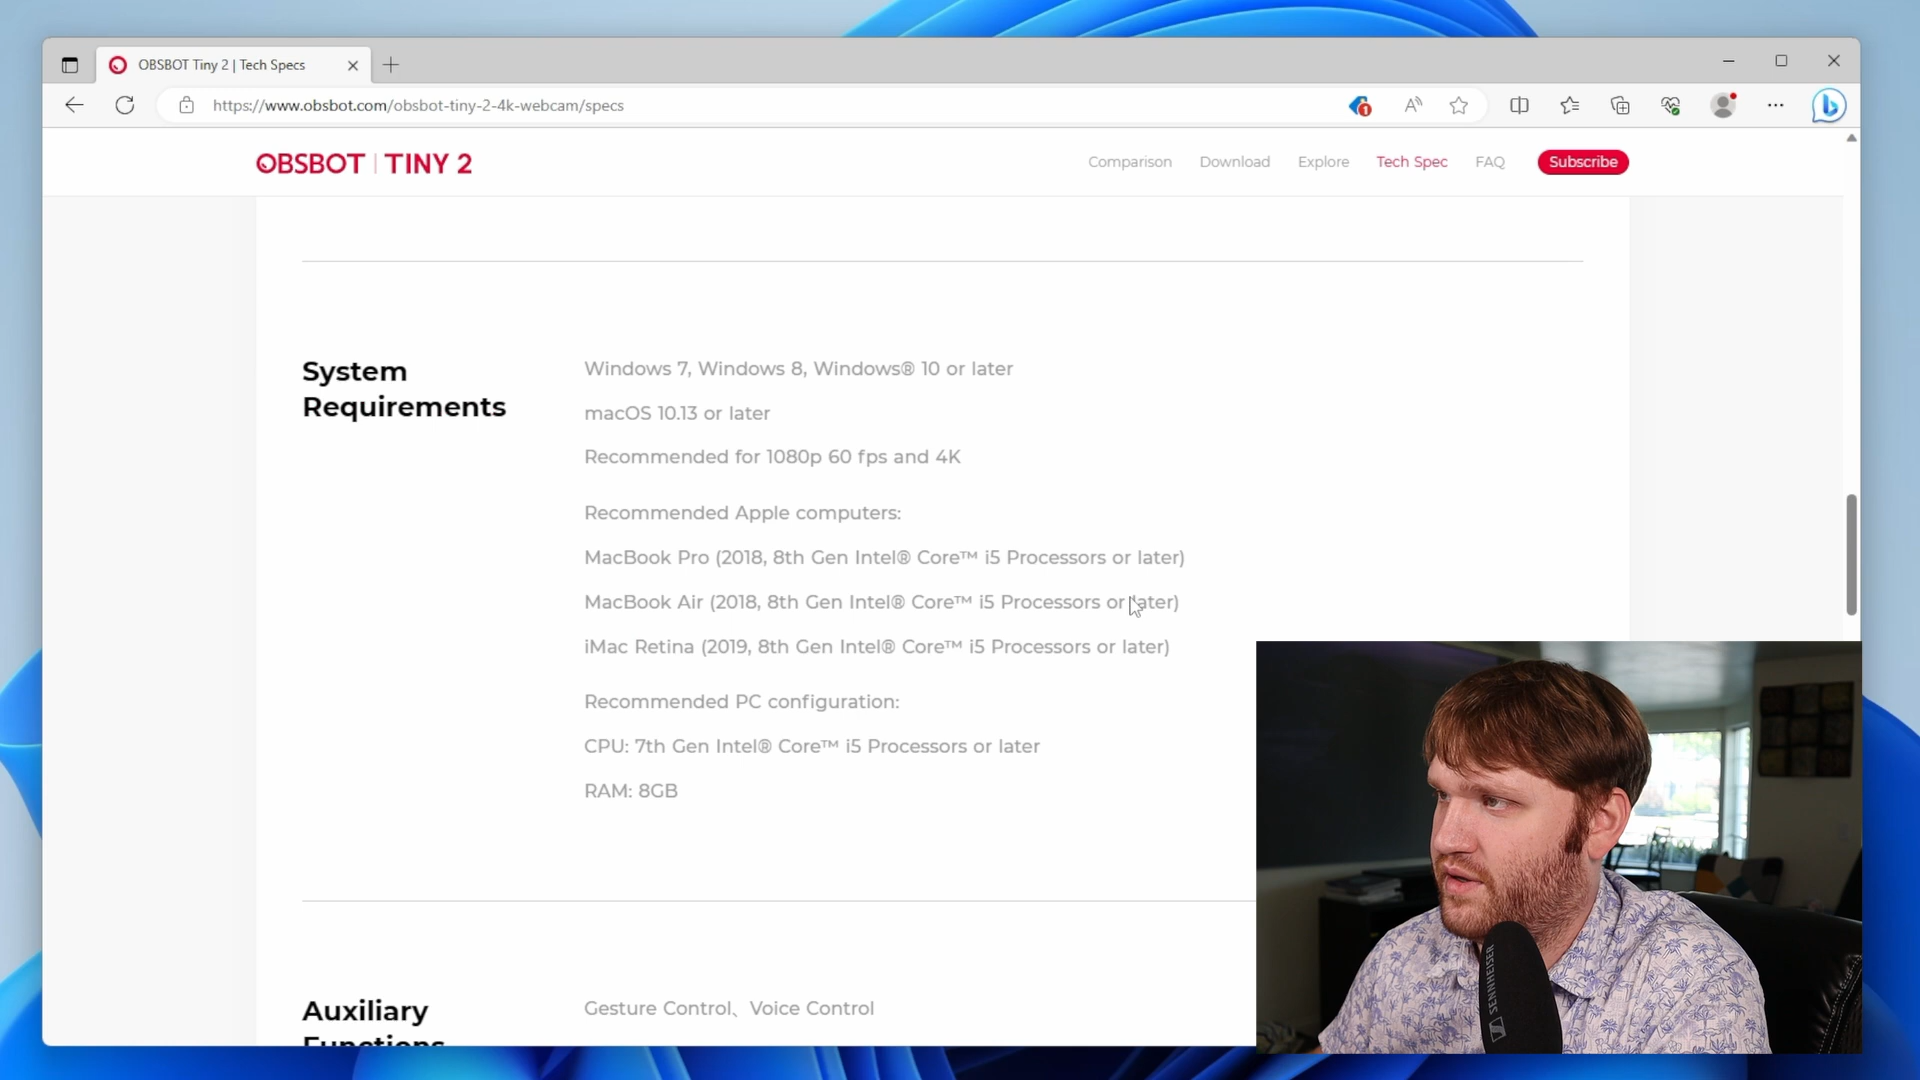 OBSBOT Tiny 2 | Tech Specs
https://www.obsbot.com/obsbot-tiny-2-4k-webcam/specs
1
OBSBOT | TINY 2
Comparison
Download
Explore
Tech Spec
FAQ
Subscribe
System
Requirements
Windows 7, Windows 8, Windows® 10 or later
macOS 10.13 or later
Recommended for 1080p 60 fps and 4K
Recommended Apple computers:
MacBook Pro (2018, 8th Gen Intel® Core™ i5 Processors or later)
MacBook Air (2018, 8th Gen Intel® Core™ i5 Processors or later)
iMac Retina (2019, 8th Gen Intel® Core™ i5 Processors or later)
Recommended PC configuration:
CPU: 7th Gen Intel® Core™ i5 Processors or later
RAM: 8GB
Auxiliary
Functions
Gesture Control、Voice Control
SENNHEISER